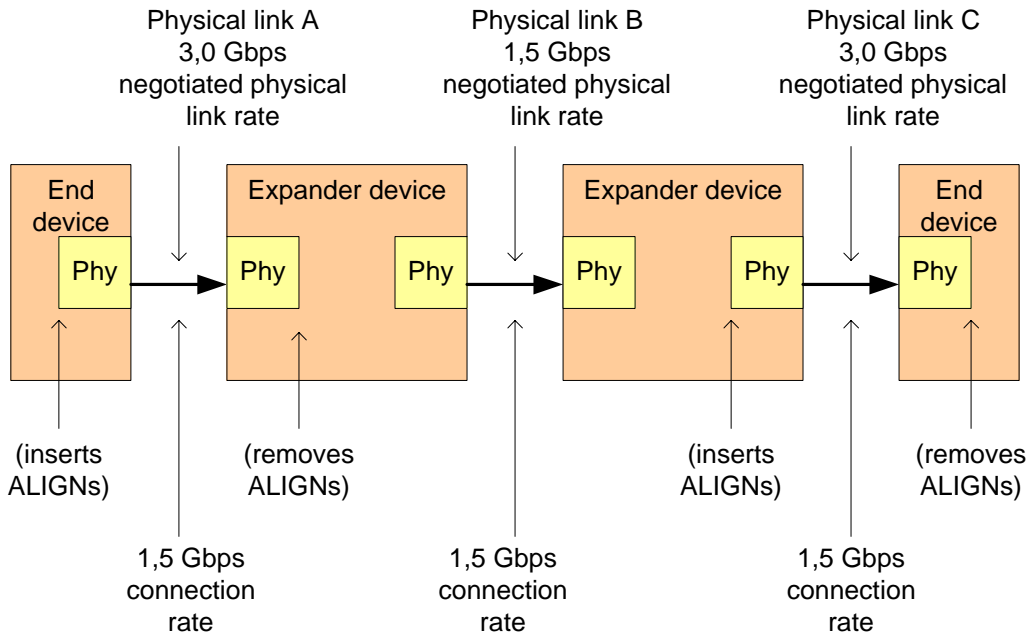 Physical link A
3,0 Gbps
negotiated physical
link rate
Physical link B
1,5 Gbps
negotiated physical
link rate
Physical link C
3,0 Gbps
negotiated physical
link rate
End
device
Phy
Expander device
Phy
Phy
Expander device
Phy
Phy
End
device
Phy
(inserts
ALIGNs)
(removes
ALIGNs)
(inserts
ALIGNs)
(removes
ALIGNs)
1,5 Gbps
connection
rate
1,5 Gbps
connection
rate
1,5 Gbps
connection
rate